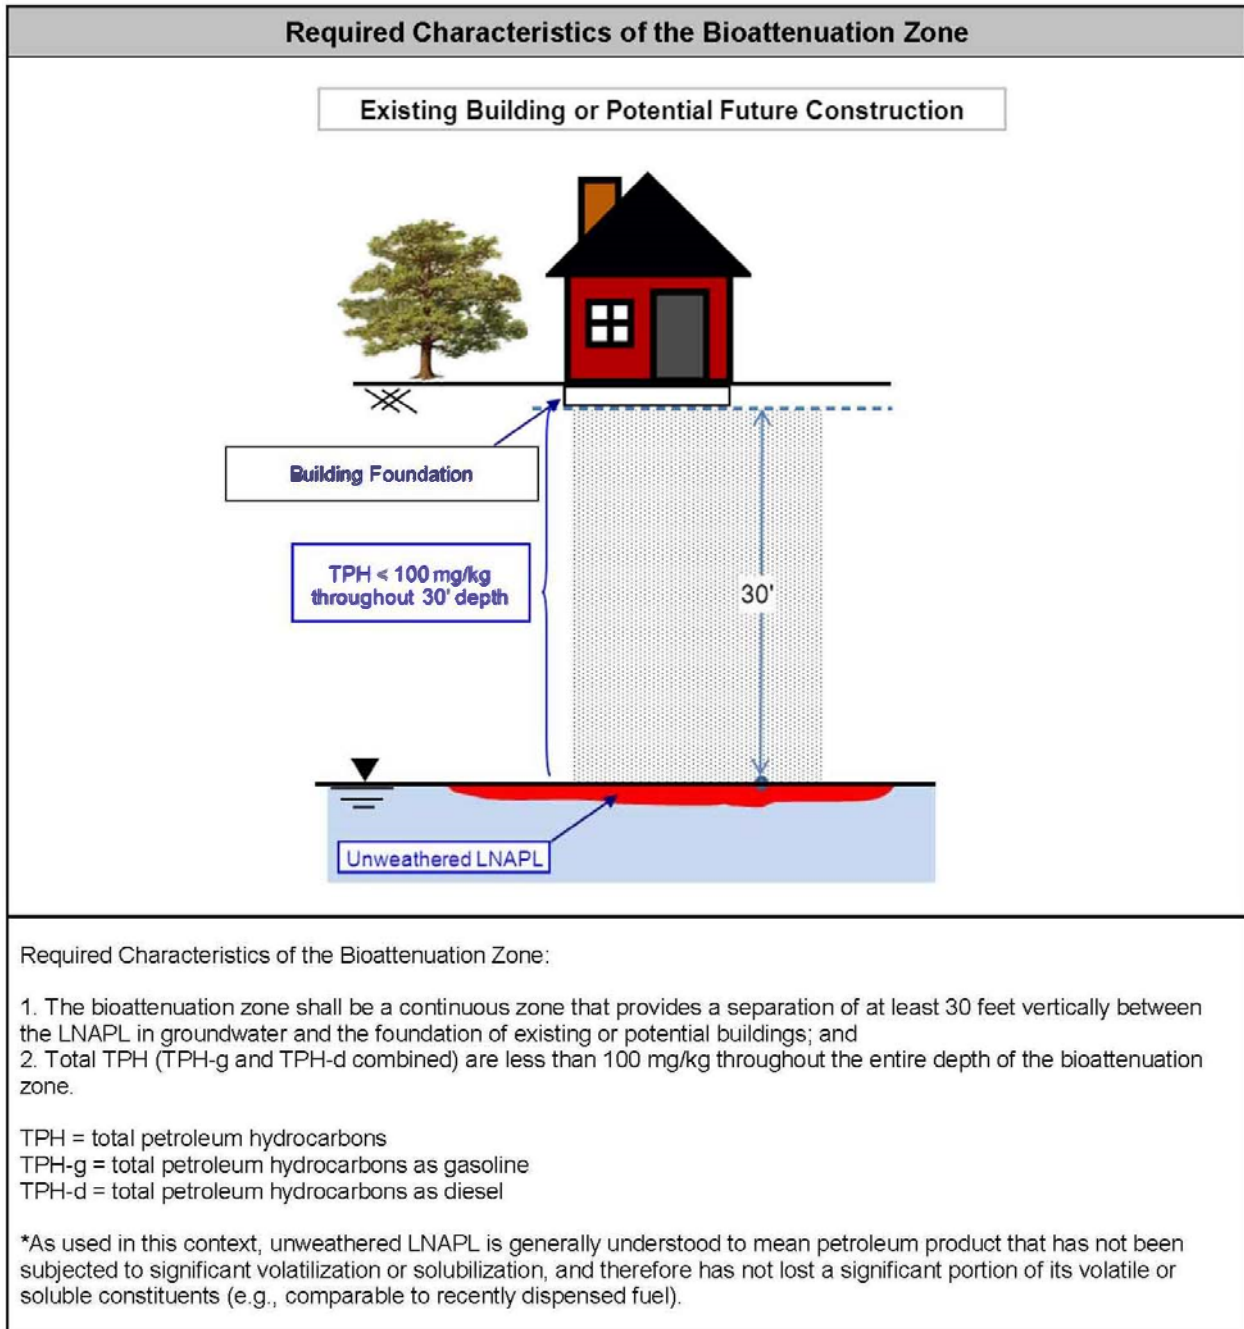 Required Characteristics of the Bioattenuation Zone
Existing Building or Potential Future Construction
Building Foundation
TPH < 100 mg/kg
throughout 30' depth
30'
Unweathered LNAPL
Required Characteristics of the Bioattenuation Zone:
1. The bioattenuation zone shall be a continuous zone that provides a separation of at least 30 feet vertically between
the LNAPL in groundwater and the foundation of existing or potential buildings; and
2. Total TPH (TPH-g and TPH-d combined) are less than 100 mg/kg throughout the entire depth of the bioattenuation
zone.
TPH = total petroleum hydrocarbons
TPH-g = total petroleum hydrocarbons as gasoline
TPH-d = total petroleum hydrocarbons as diesel
*As used in this context, unweathered LNAPL is generally understood to mean petroleum product that has not been
subjected to significant volatilization or solubilization, and therefore has not lost a significant portion of its volatile or
soluble constituents (e.g., comparable to recently dispensed fuel).